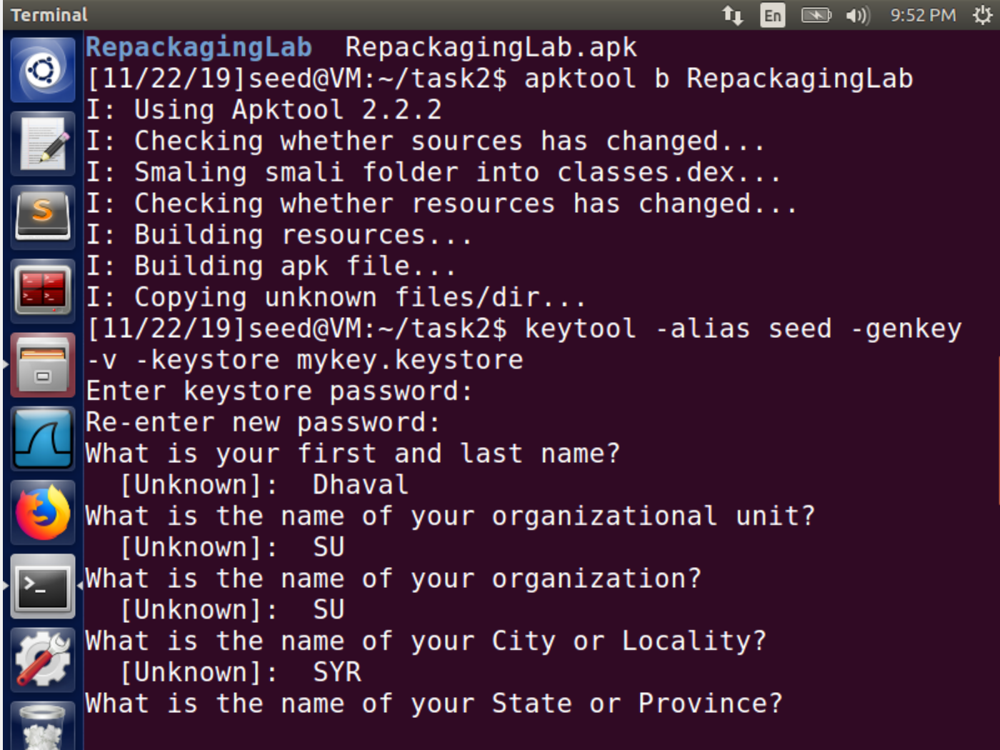 Terminal
En
9:52 PM
RepackagingLab  RepackagingLab.apk
[11/22/19]seed@VM:~/task2$ apktool b RepackagingLab
I: Using Apktool 2.2.2
I: Checking whether sources has changed...
I: Smaling smali folder into classes.dex...
I: Checking whether resources has changed...
I: Building resources...
I: Building apk file...
I: Copying unknown files/dir...
[11/22/19]seed@VM:~/task2$ keytool -alias seed -genkey
-v -keystore mykey.keystore
Enter keystore password:
Re-enter new password:
What is your first and last name?
  [Unknown]:  Dhaval
What is the name of your organizational unit?
  [Unknown]:  SU
What is the name of your organization?
  [Unknown]:  SU
What is the name of your City or Locality?
  [Unknown]:  SYR
What is the name of your State or Province?